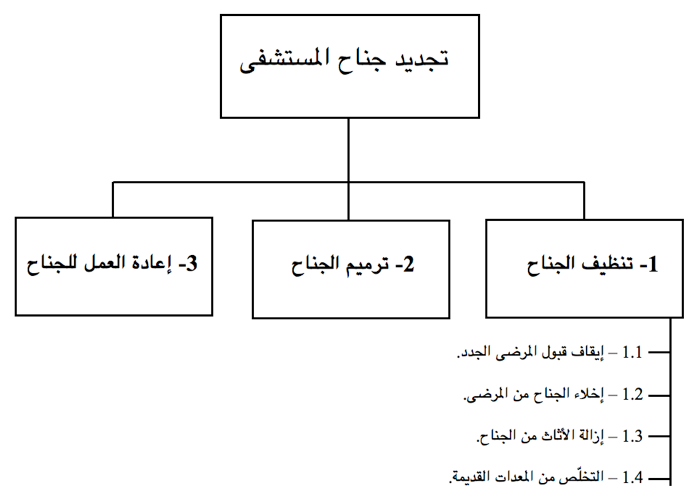 تجديد جناح المستشفى
1- تنظيف الجناح
2- ترميم الجناح
3- إعادة العمل للجناح
1.1 – إيقاف قبول المرضى الجدد.
1.2 – إخلاء الجناح من المرضى.
1.3 – إزالة الأثاث من الجناح.
1.4 – التخلّص من المعدات القديمة.